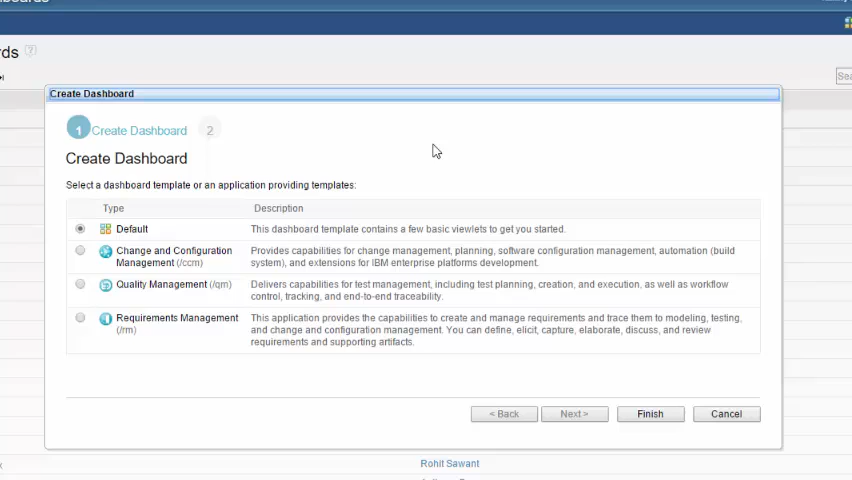 Create Dashboard
1 Create Dashboard 2
Create Dashboard
Select a dashboard template or an application providing templates:
Type Description
Default This dashboard template contains a few basic viewlets to get you started.
Change and Configuration Provides capabilities for change management, planning, software configuration management, automation (build
Management (/ccm) system), and extensions for IBM enterprise platforms development.
Quality Management (/qm) Delivers capabilities for test management, including test planning, creation, and execution, as well as workflow
control, tracking, and end-to-end traceability.
Requirements Management This application provides the capabilities to create and manage requirements and trace them to modeling, testing,
(/rm) and change and configuration management. You can define, elicit, capture, elaborate, discuss, and review
requirements and supporting artifacts.
< Back Next > Finish Cancel
Rohit Sawant